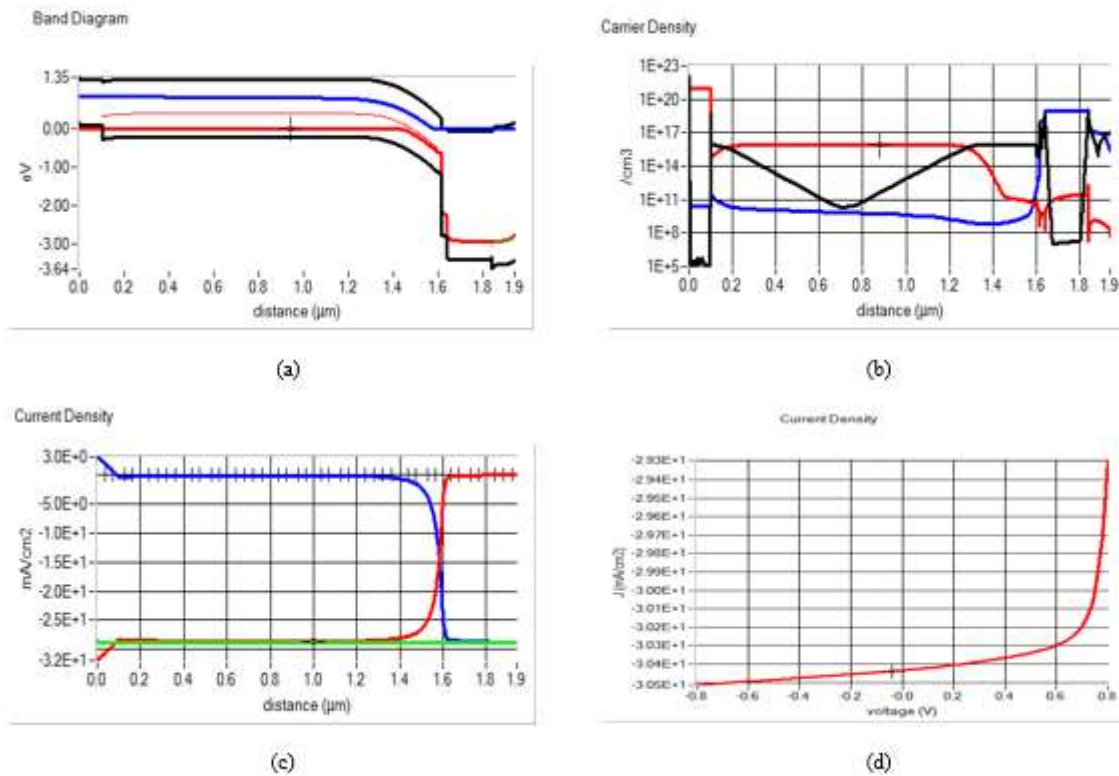 Band Diagram
1.35
0.00
-1.00
-2.00
-3.00
-3.64
eV
0.0 0.2 0.4 0.6 0.8 1.0 1.2 1.4 1.6 1.8 1.9
distance (µm)
(a)
Carrier Density
1E+23
1E+20
1E+17
1E+14
1E+11
1E+8
1E+5
/cm3
0.0 0.2 0.4 0.6 0.8 1.0 1.2 1.4 1.6 1.8 1.9
distance (µm)
(b)
Current Density
3.0E+0
-5.0E+0
-1.0E+1
-1.5E+1
-2.0E+1
-2.5E+1
-3.2E+1
mA/cm2
0.0 0.2 0.4 0.6 0.8 1.0 1.2 1.4 1.6 1.8 1.9
distance (µm)
(c)
Current Density
-2.93E+1
-2.94E+1
-2.95E+1
-2.96E+1
-2.97E+1
-2.98E+1
-2.99E+1
-3.00E+1
-3.01E+1
-3.02E+1
-3.03E+1
-3.04E+1
-3.05E+1
J (mA/cm2)
-0.8 -0.6 -0.4 -0.2 -0.0 0.2 0.4 0.6 0.8
voltage (V)
(d)